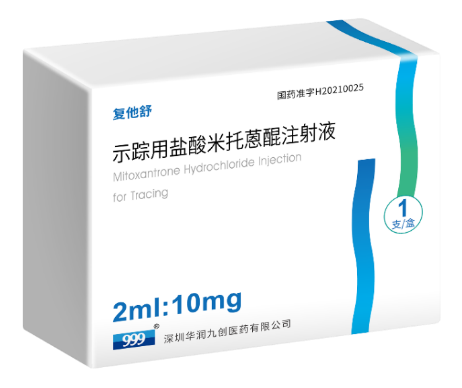 国药准字H20210025
复他舒
示踪用盐酸米托蒽醌注射液
Mitoxantrone Hydrochloride Injection
for Tracing
1
支/盒
2ml:10mg
999®
深圳华润九创医药有限公司